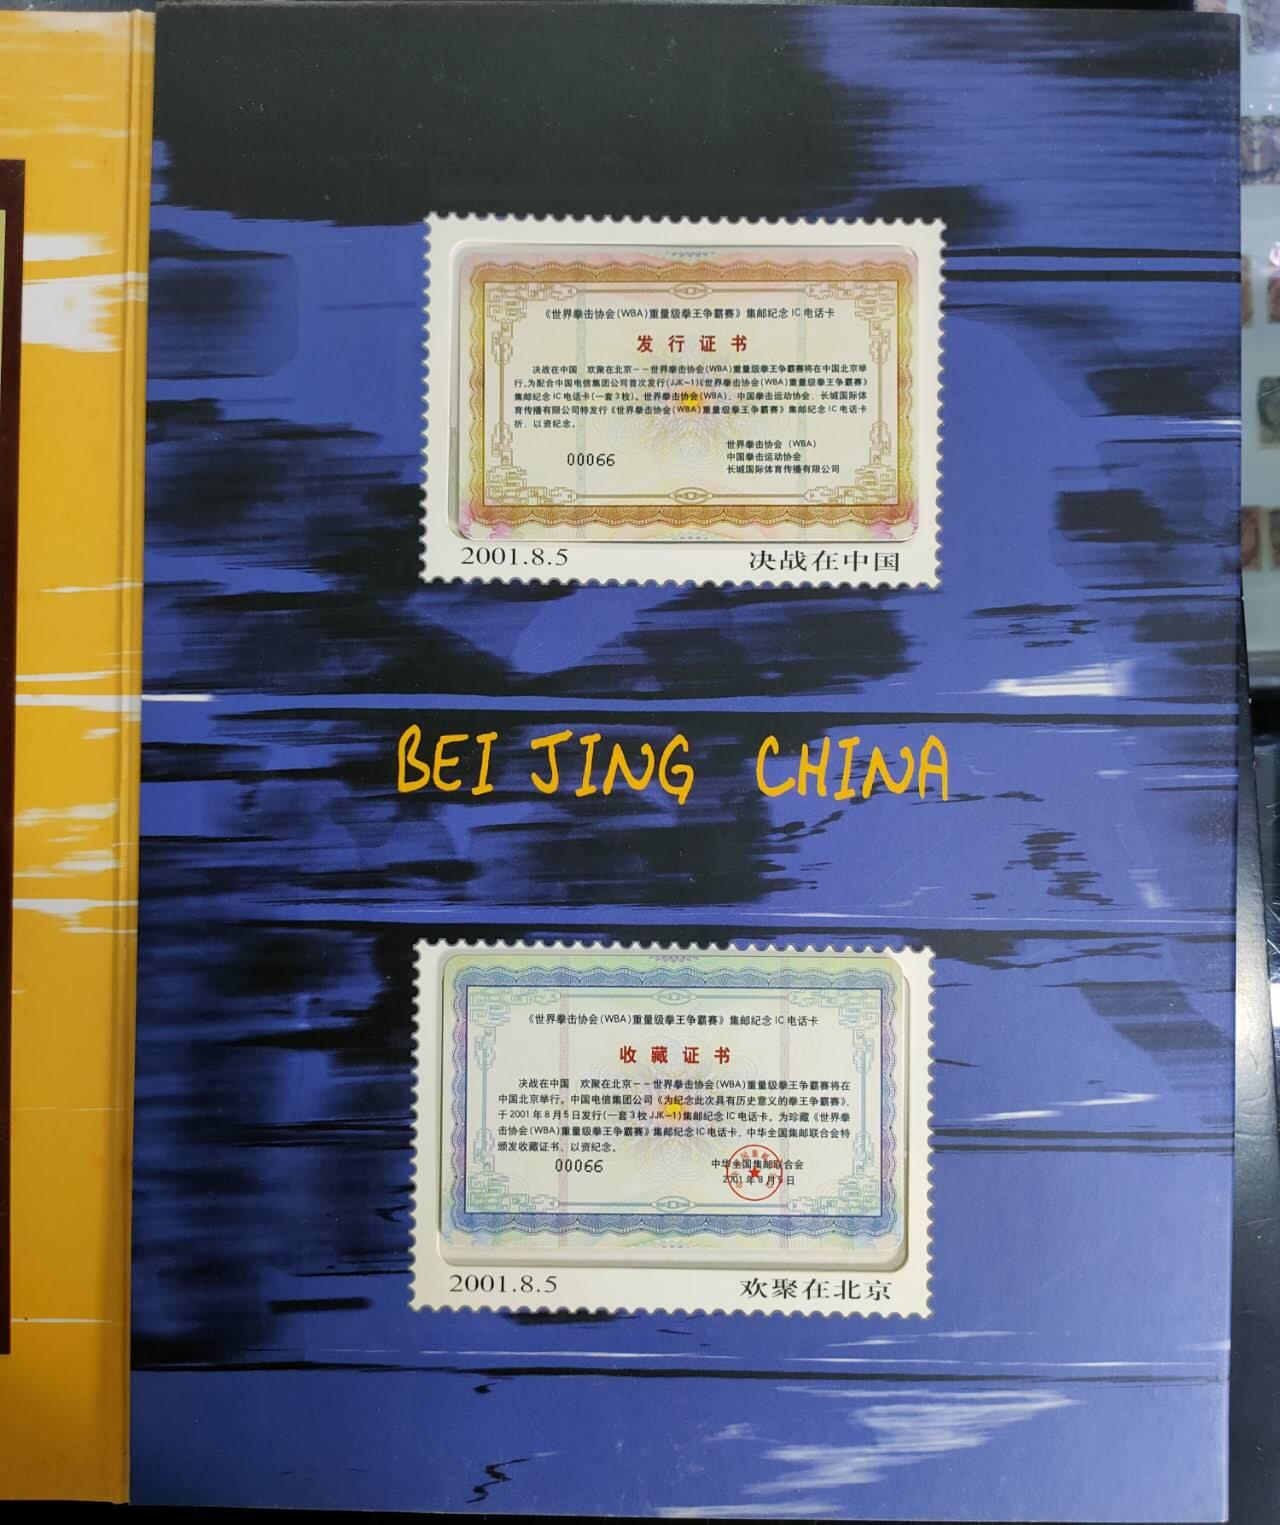 《世界拳击协会(WBA)重量级拳王争霸赛》集邮纪念IC电话卡
发行证书
决战在中国 欢聚在北京--世界拳击协会(WBA)重量级拳王争霸赛将在中国北京举
行,为配合中国电信集团公司首次发行(JJK-1)《世界拳击协会(WBA)重量级拳王争霸赛》
集邮纪念IC电话卡(一套3枚)。世界拳击协会(WBA)、中国拳击运动协会、长城国际体
育传播有限公司特发行《世界拳击协会(WBA)重量级拳王争霸赛》集邮纪念IC电话卡
折，以资纪念。
世界拳击协会（WBA）
中国拳击运动协会
00066
长城国际体育传播有限公司
2001.8.5 决战在中国
BEIJING CHINA
《世界拳击协会(WBA)重量级拳王争霸赛》集邮纪念IC电话卡
收藏证书
决战在中国 欢聚在北京--世界拳击协会(WBA)重量级拳王争霸赛将在
中国北京举行。中国电信集团公司《为纪念此次具有历史意义的拳王争霸赛》,
于2001年8月5日发行(一套3枚JJK-1)集邮纪念IC电话卡。为珍藏《世界拳
击协会(WBA)重量级拳王争霸赛》集邮纪念IC电话卡，中华全国集邮联合会特
颁发收藏证书，以资纪念。
00066 中华全国集邮联合会
2001年8月5日
2001.8.5 欢聚在北京